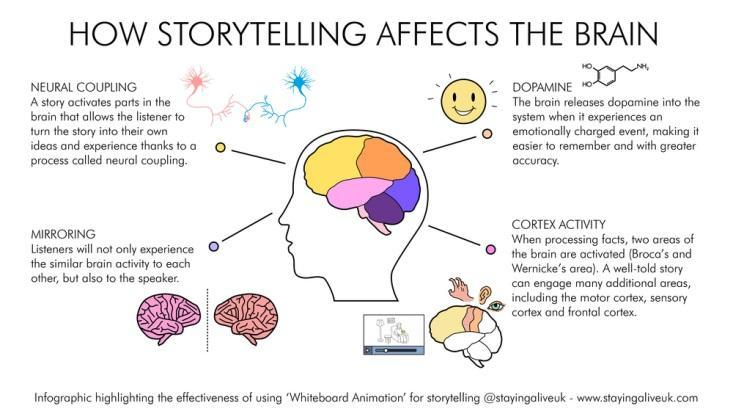 HOW STORYTELLING AFFECTS THE BRAIN
NEURAL COUPLING
A story activates parts in the
brain that allows the listener to
turn the story into their own
ideas and experience thanks to a
process called neural coupling.
DOPAMINE
HO
HO
NH₂
The brain releases dopamine into the
system when it experiences an
emotionally charged event, making it
easier to remember and with greater
accuracy.
MIRRORING
Listeners will not only experience
the similar brain activity to each
other, but also to the speaker.
CORTEX ACTIVITY
When processing facts, two areas of
the brain are activated (Broca's and
Wernicke's area). A well-told story
can engage many additional areas,
including the motor cortex, sensory
cortex and frontal cortex.
Infographic highlighting the effectiveness of using 'Whiteboard Animation' for storytelling @stayingaliveuk - www.stayingaliveuk.com